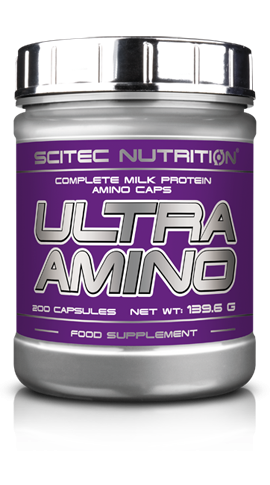 SCITEC NUTRITION®
COMPLETE MILK PROTEIN
AMINO CAPS
ULTRA
AMINO
200 CAPSULES NET WT: 139.6 G
FOOD SUPPLEMENT